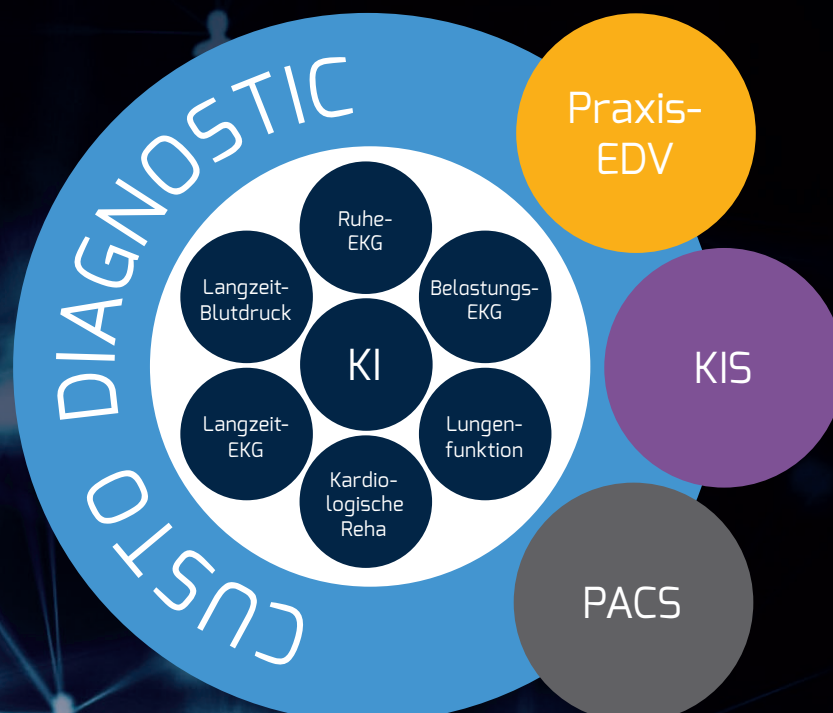 CUSTO DIAGNOSTIC
Praxis-
EDV
KIS
PACS
Ruhe-
EKG
Langzeit-
Blutdruck
Belastungs-
EKG
KI
Langzeit-
EKG
Lungen-
funktion
Kardio-
logische
Reha